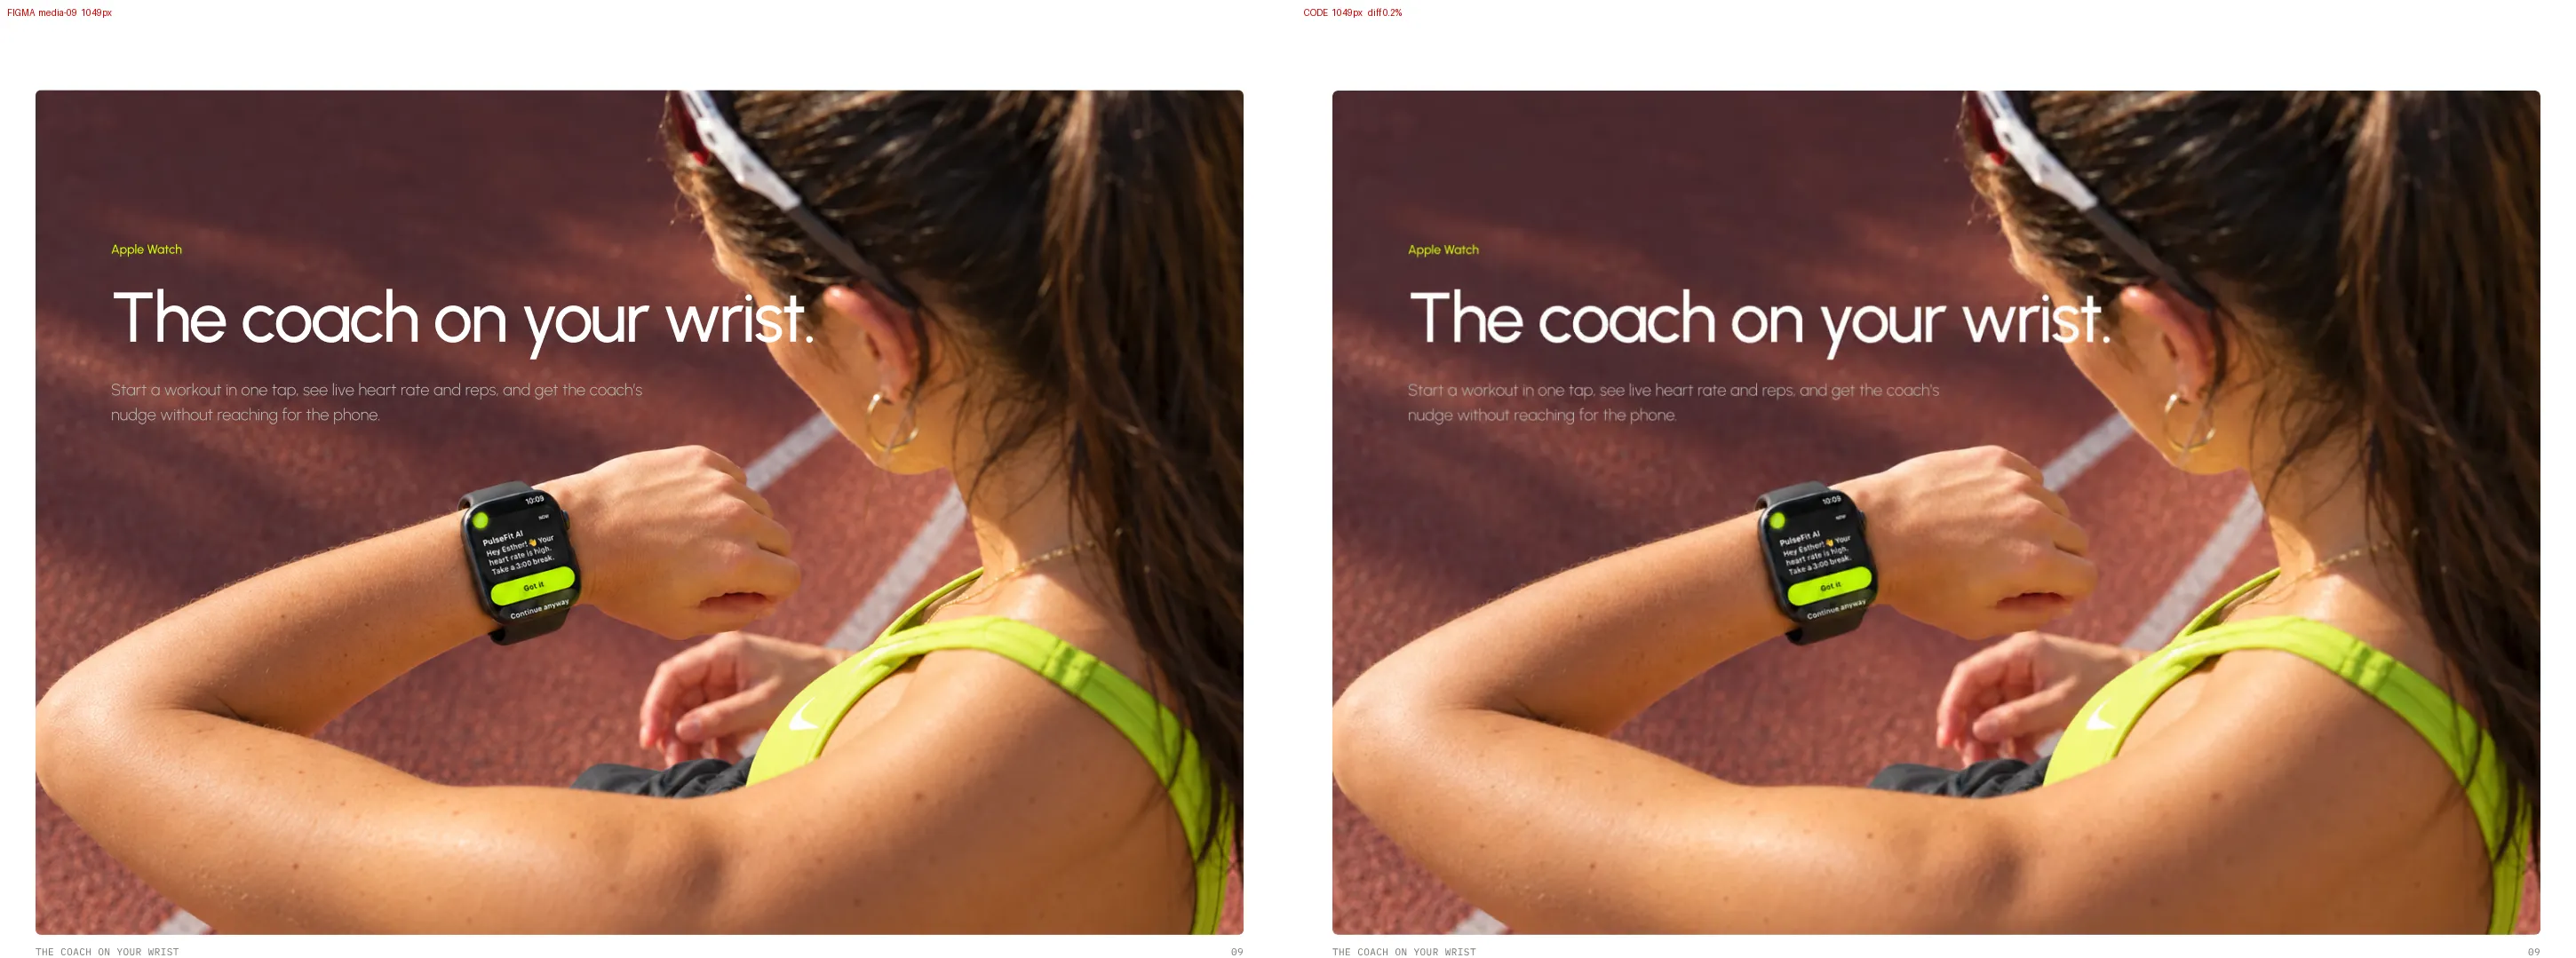 FIGMA media-09 1049px
CODE 1049px diff0.2%
Apple Watch
The coach on your wrist.
Start a workout in one tap, see live heart rate and reps, and get the coach's
nudge without reaching for the phone.
10:09
NOW
PulseFit AI
Hey Esther! 👋 Your
heart rate is high.
Take a 3:00 break.
Got it
Continue anyway
THE COACH ON YOUR WRIST
09
Apple Watch
The coach on your wrist.
Start a workout in one tap, see live heart rate and reps, and get the coach's
nudge without reaching for the phone.
10:09
NOW
PulseFit AI
Hey Esther! 👋 Your
heart rate is high.
Take a 3:00 break.
Got it
Continue anyway
THE COACH ON YOUR WRIST
09